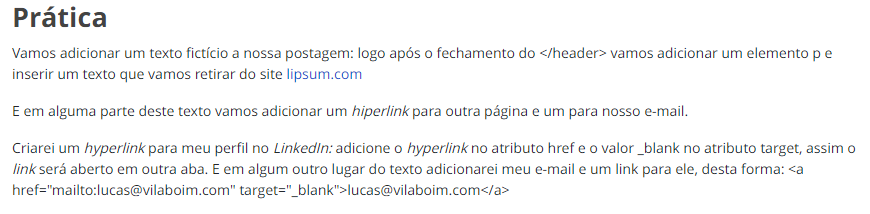 Prática
Vamos adicionar um texto fictício a nossa postagem: logo após o fechamento do </header> vamos adicionar um elemento p e
inserir um texto que vamos retirar do site lipsum.com
E em alguma parte deste texto vamos adicionar um hiperlink para outra página e um para nosso e-mail.
Criarei um hyperlink para meu perfil no LinkedIn: adicione o hyperlink no atributo href e o valor _blank no atributo target, assim o
link será aberto em outra aba. E em algum outro lugar do texto adicionarei meu e-mail e um link para ele, desta forma: <a
href="mailto:lucas@vilaboim.com" target="_blank">lucas@vilaboim.com</a>